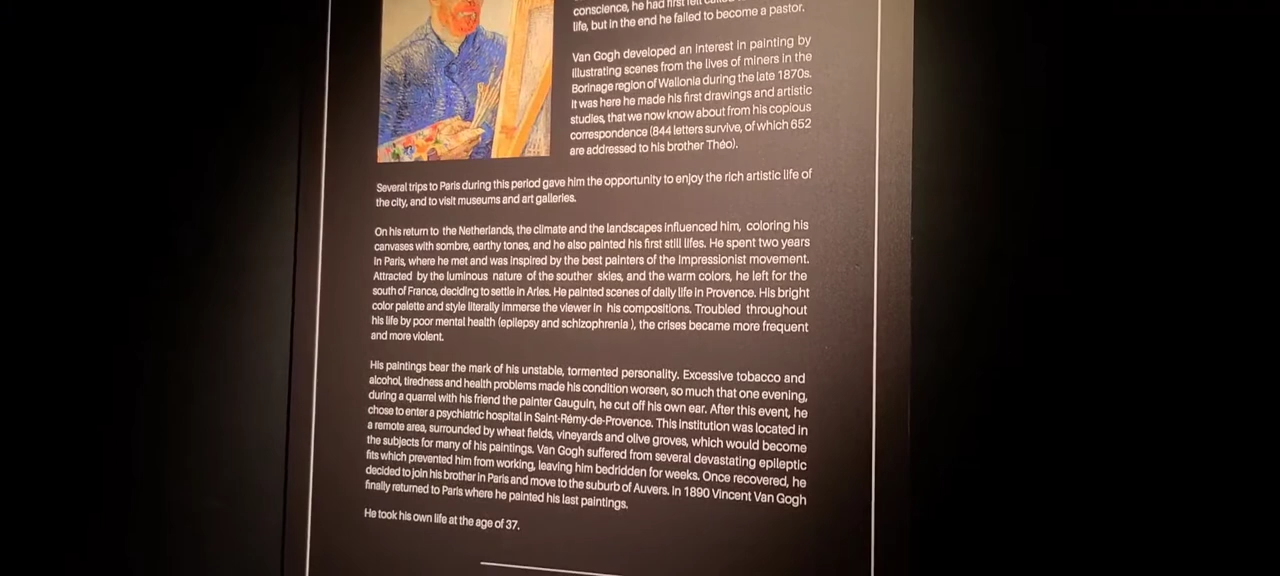 conscience, he had first felt
life, but in the end he failed to become a pastor.
Van Gogh developed an interest in painting by
illustrating scenes from the lives of miners in the
Borinage region of Wallonia during the late 1870s.
It was here he made his first drawings and artistic
studies, that we now know about from his copious
correspondence (844 letters survive, of which 652
are addressed to his brother Théo).
Several trips to Paris during this period gave him the opportunity to enjoy the rich artistic life of
the city, and to visit museums and art galleries.
On his return to the Netherlands, the climate and the landscapes influenced him, coloring his
canvases with sombre, earthy tones, and he also painted his first still lifes. He spent two years
in Paris, where he met and was inspired by the best painters of the Impressionist movement.
Attracted by the luminous nature of the souther skies, and the warm colors, he left for the
south of France, deciding to settle in Arles. He painted scenes of daily life in Provence. His bright
color palette and style literally immerse the viewer in his compositions. Troubled throughout
his life by poor mental health (epilepsy and schizophrenia ), the crises became more frequent
and more violent.
His paintings bear the mark of his unstable, tormented personality. Excessive tobacco and
alcohol, tiredness and health problems made his condition worsen, so much that one evening,
during a quarrel with his friend the painter Gauguin, he cut off his own ear. After this event, he
chose to enter a psychiatric hospital in Saint-Rémy-de-Provence. This institution was located in
a remote area, surrounded by wheat fields, vineyards and olive groves, which would become
the subjects for many of his paintings. Van Gogh suffered from several devastating epileptic
fits which prevented him from working, leaving him bedridden for weeks. Once recovered, he
decided to join his brother in Paris and move to the suburb of Auvers. In 1890 Vincent Van Gogh
finally returned to Paris where he painted his last paintings.
He took his own life at the age of 37.